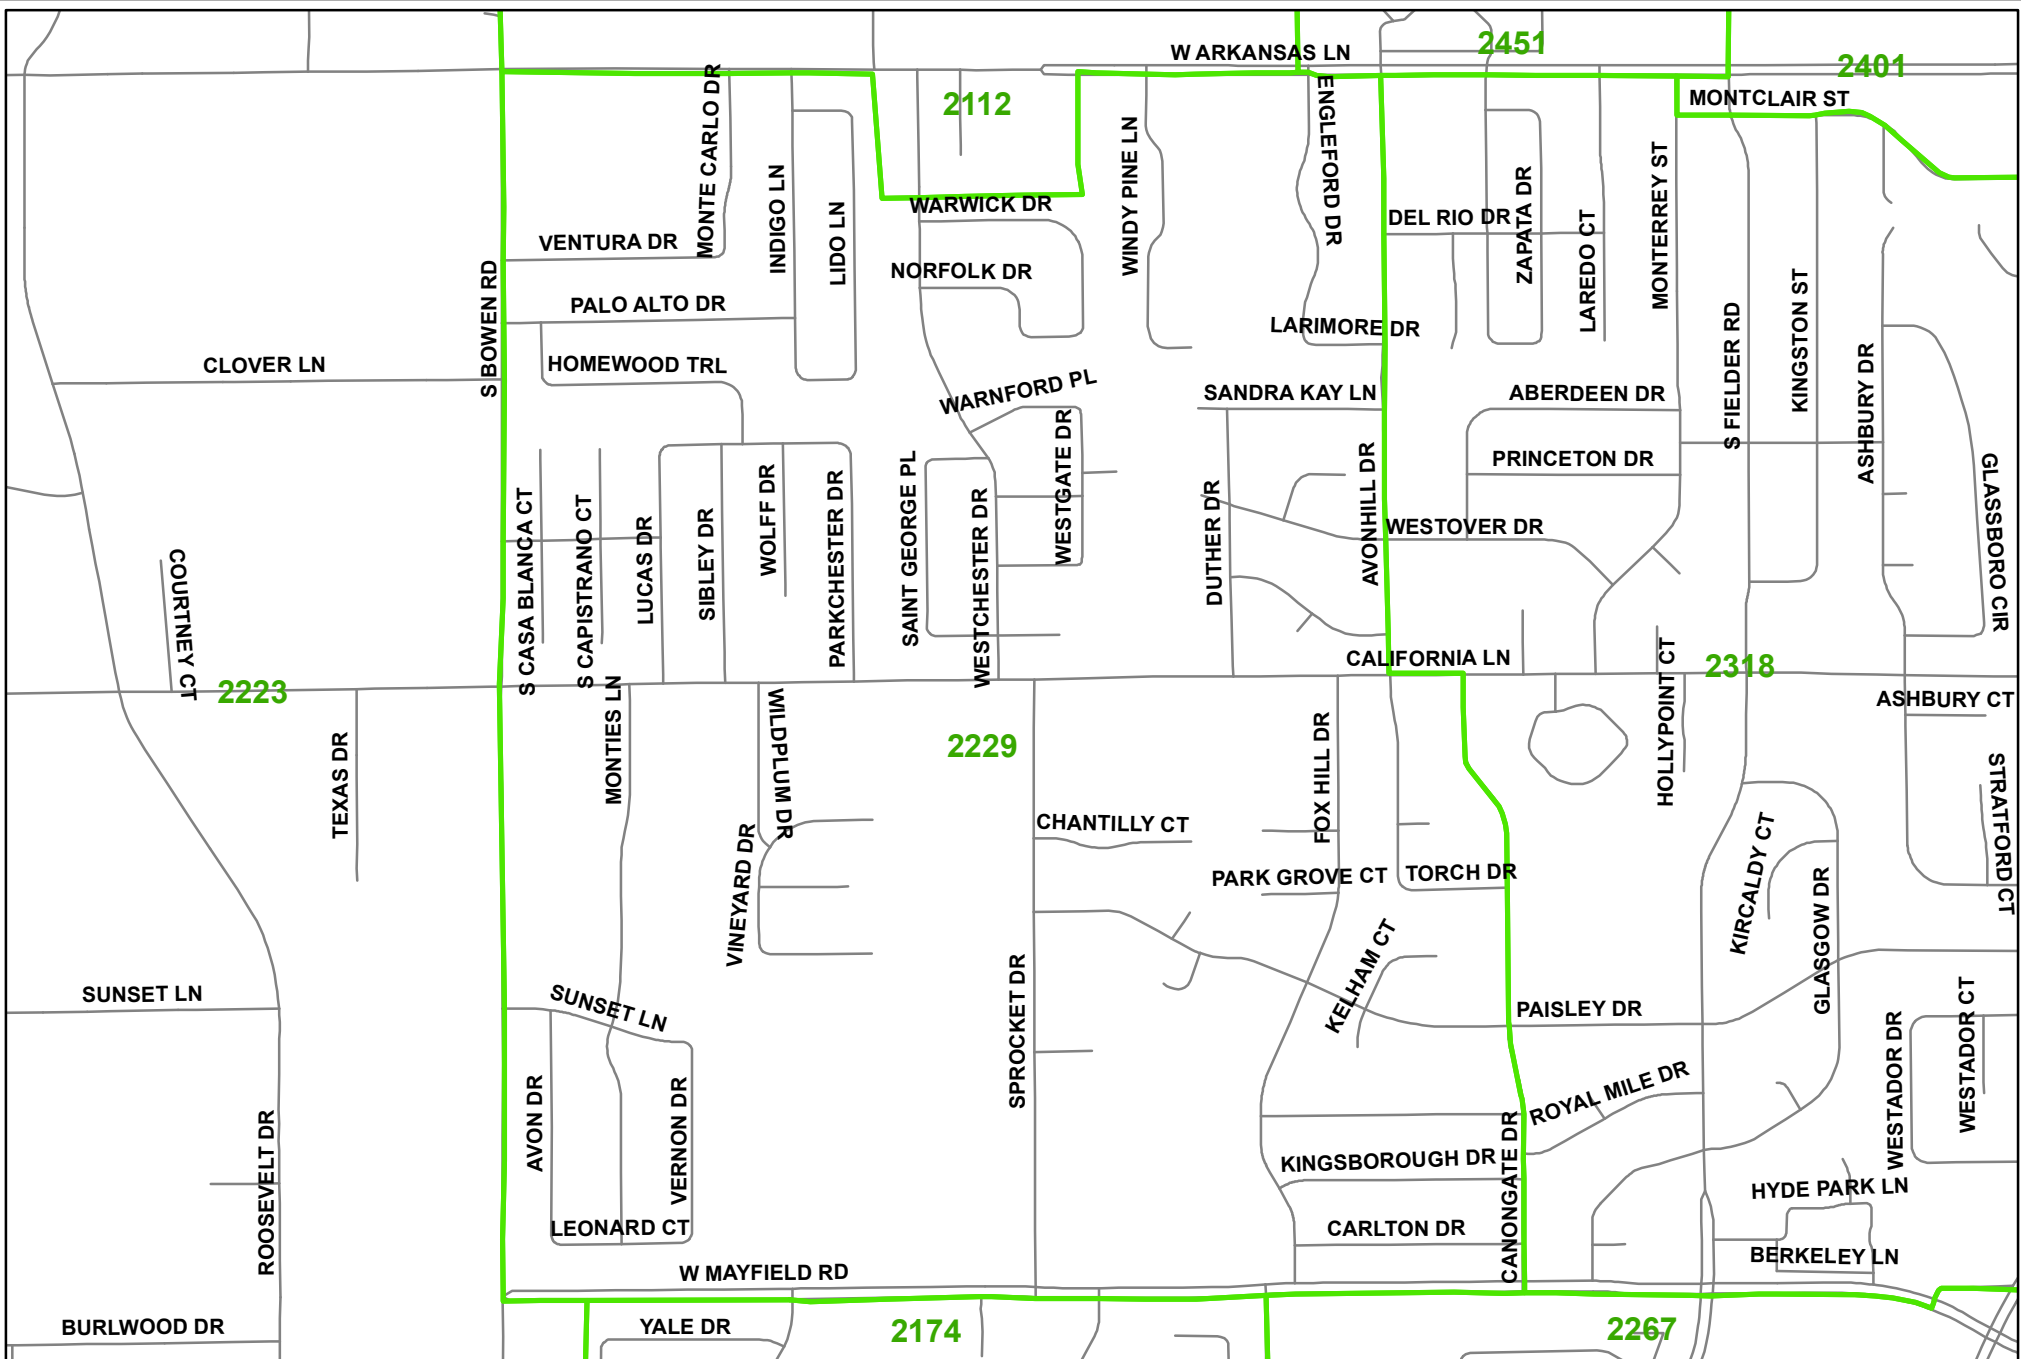 W ARKANSAS LN
2451
2401
MONTCLAIR ST
2112
MONTE CARLO DR
INDIGO LN
LIDO LN
WINDY PINE LN
ENGLEFORD DR
WARWICK DR
DEL RIO DR
ZAPATA DR
LAREDO CT
MONTERREY ST
VENTURA DR
NORFOLK DR
S BOWEN RD
PALO ALTO DR
LARIMORE DR
S FIELDER RD
KINGSTON ST
ASHBURY DR
CLOVER LN
HOMEWOOD TRL
WARNFORD PL
SANDRA KAY LN
ABERDEEN DR
WESTGATE DR
PRINCETON DR
GLASSBORO CIR
S CASA BLANCA CT
S CAPISTRANO CT
LUCAS DR
SIBLEY DR
WOLFF DR
PARKCHESTER DR
SAINT GEORGE PL
WESTCHESTER DR
DUTHER DR
AVONHILL DR
WESTOVER DR
COURTNEY CT
CALIFORNIA LN
HOLLYPOINT CT
2318
2223
ASHBURY CT
MONTIES LN
WILDPLUM DR
2229
FOX HILL DR
TEXAS DR
STRATFORD CT
VINEYARD DR
CHANTILLY CT
KIRCALDY CT
PARK GROVE CT
TORCH DR
GLASGOW DR
KELHAM CT
SUNSET LN
SUNSET LN
SPROCKET DR
PAISLEY DR
WESTADOR DR
WESTADOR CT
AVON DR
VERNON DR
ROYAL MILE DR
ROOSEVELT DR
KINGSBOROUGH DR
CANONGATE DR
HYDE PARK LN
LEONARD CT
CARLTON DR
BERKELEY LN
W MAYFIELD RD
BURLWOOD DR
YALE DR
2174
2267